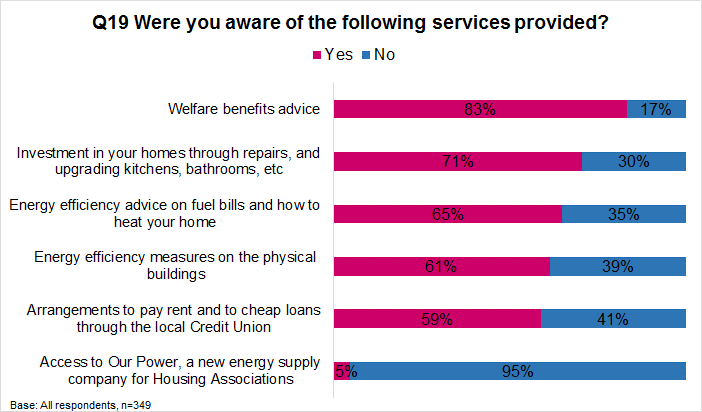 Q19 Were you aware of the following services provided?
Yes No
Welfare benefits advice 83% 17%
Investment in your homes through repairs, and
upgrading kitchens, bathrooms, etc 71% 30%
Energy efficiency advice on fuel bills and how to
heat your home 65% 35%
Energy efficiency measures on the physical
buildings 61% 39%
Arrangements to pay rent and to cheap loans
through the local Credit Union 59% 41%
Access to Our Power, a new energy supply
company for Housing Associations 5% 95%
Base: All respondents, n=349